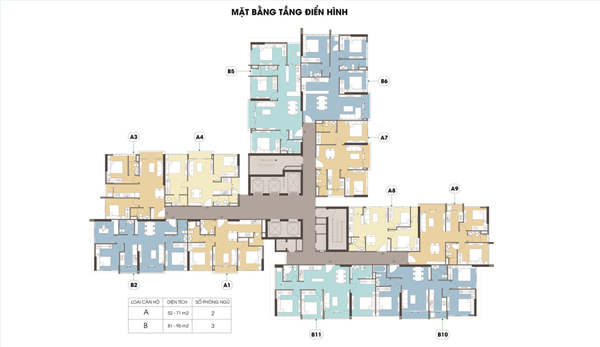 MẶT BẰNG TẦNG ĐIỂN HÌNH
B5
B6
A3
A4
A7
A8
A9
B2
A1
B11
B10
LOẠI CĂN HỘ DIỆN TÍCH SỐ PHÒNG NGỦ
A 52 - 71 m2 2
B 81 - 95 m2 3